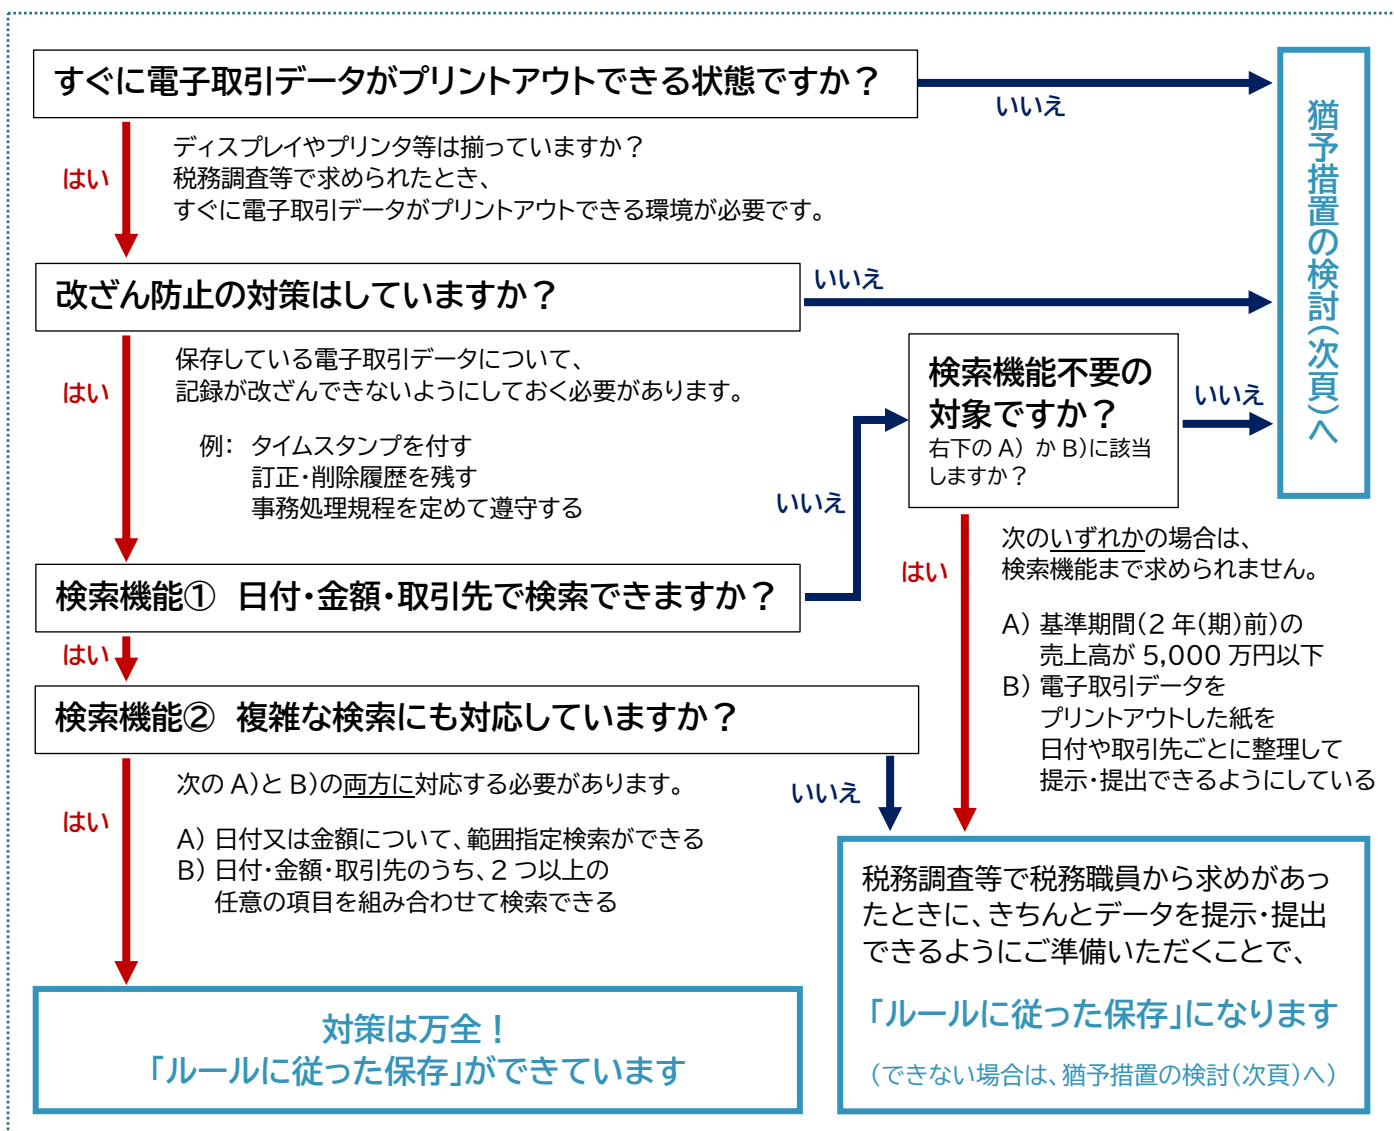 すぐに電子取引データがプリントアウトできる状態ですか？
いいえ
はい
ディスプレイやプリンタ等は揃っていますか？
税務調査等で求められたとき、
すぐに電子取引データがプリントアウトできる環境が必要です。
猶予措置の検討(次頁)へ
改ざん防止の対策はしていますか？
いいえ
はい
保存している電子取引データについて、
記録が改ざんできないようにしておく必要があります。
例： タイムスタンプを付す
訂正・削除履歴を残す
事務処理規程を定めて遵守する
検索機能不要の
対象ですか？
右下の A） か B)に該当
しますか？
いいえ
いいえ
はい
次のいずれかの場合は、
検索機能まで求められません。
A） 基準期間(2 年(期)前)の
売上高が 5,000 万円以下
B） 電子取引データを
プリントアウトした紙を
日付や取引先ごとに整理して
提示・提出できるようにしている
検索機能① 日付・金額・取引先で検索できますか？
はい
検索機能② 複雑な検索にも対応していますか？
はい
次の A)と B)の両方に対応する必要があります。
A） 日付又は金額について、範囲指定検索ができる
B） 日付・金額・取引先のうち、2 つ以上の
任意の項目を組み合わせて検索できる
いいえ
対策は万全！
「ルールに従った保存」ができています
税務調査等で税務職員から求めがあっ
たときに、きちんとデータを提示・提出
できるようにご準備いただくことで、
「ルールに従った保存」になります
(できない場合は、猶予措置の検討(次頁)へ)